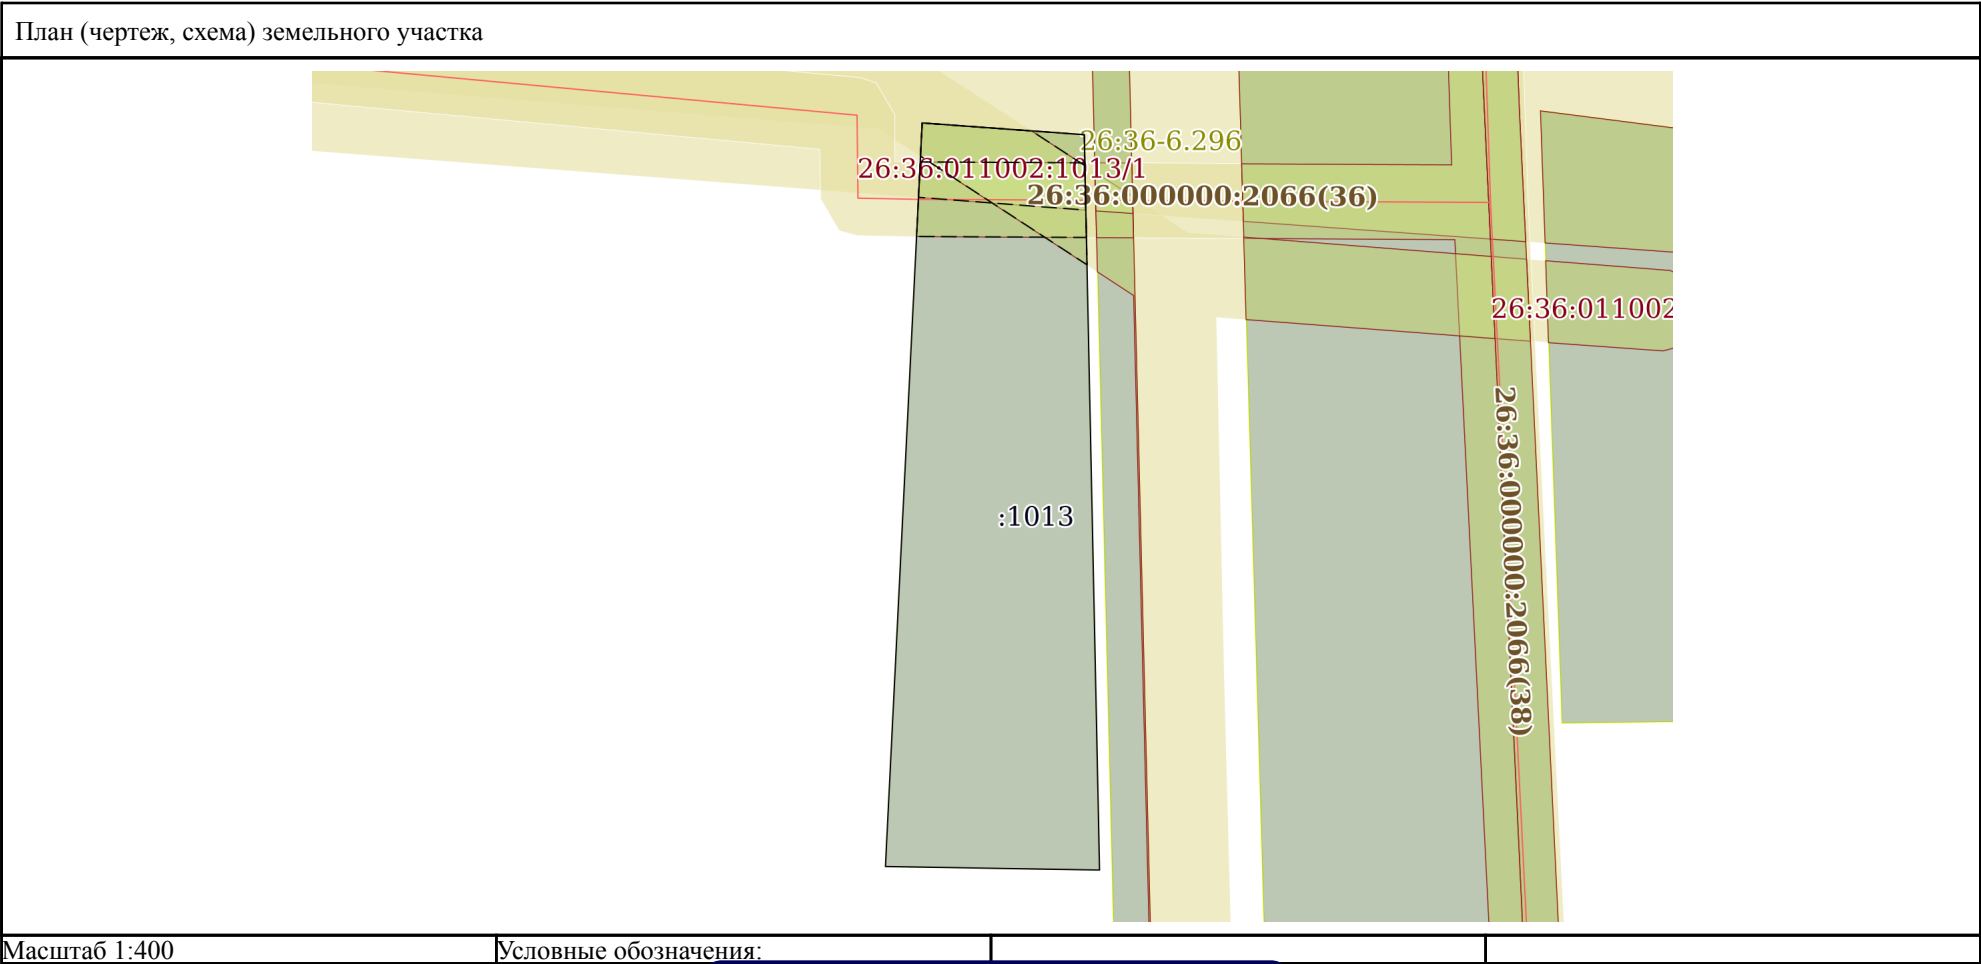 План (чертеж, схема) земельного участка
26:36-6.296
26:36:011002:1013/1
26:36:000000:2066(36)
26:36:011002
26:36:00000:2066(38)
:1013
Масштаб 1:400
Условные обозначения: